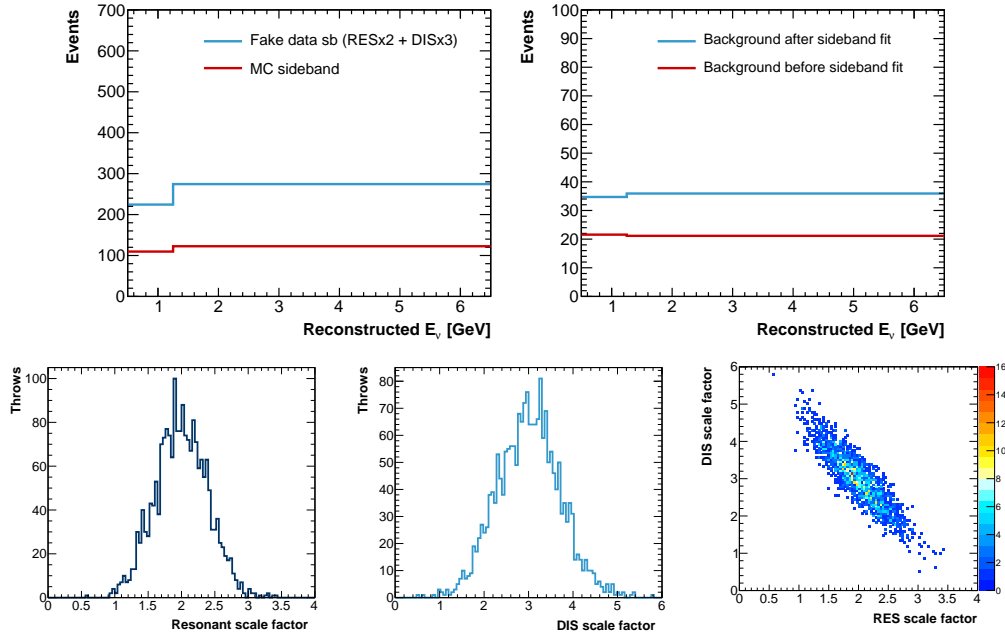 Events
700
600
500
400
300
200
100
0
Fake data sb (RESx2 + DISx3)
MC sideband
1 2 3 4 5 6
Reconstructed Eν [GeV]
Events
100
90
80
70
60
50
40
30
20
10
0
Background after sideband fit
Background before sideband fit
1 2 3 4 5 6
Reconstructed Eν [GeV]
Throws
100
80
60
40
20
0
0 0.5 1 1.5 2 2.5 3 3.5 4
Resonant scale factor
Throws
80
70
60
50
40
30
20
10
0
0 1 2 3 4 5 6
DIS scale factor
DIS scale factor
6
5
4
3
2
1
0
0 0.5 1 1.5 2 2.5 3 3.5 4
RES scale factor
16
14
12
10
8
6
4
2
0